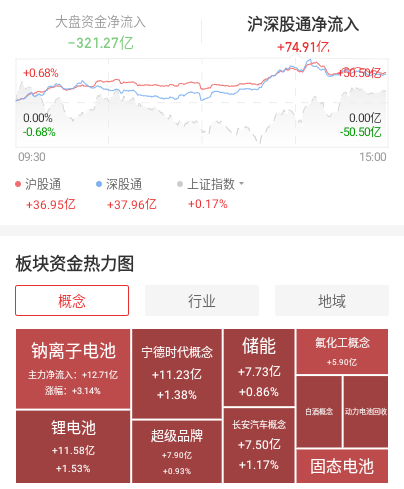 大盘资金净流入
沪深股通净流入
-321.27亿
+74.91亿
+0.68%
+50.50亿
0.00%
0.00亿
-0.68%
-50.50亿
09:30
15:00
沪股通
深股通
上证指数
+36.95亿
+37.96亿
+0.17%
板块资金热力图
概念
行业
地域
钠离子电池
主力净流入：+12.71亿
涨幅：+3.14%
锂电池
+11.58亿
+1.53%
宁德时代概念
+11.23亿
+1.38%
超级品牌
+7.90亿
+0.93%
储能
+7.73亿
+0.86%
长安汽车概念
+7.50亿
+1.17%
氟化工概念
+5.90亿
白酒概念
动力电池回收
固态电池